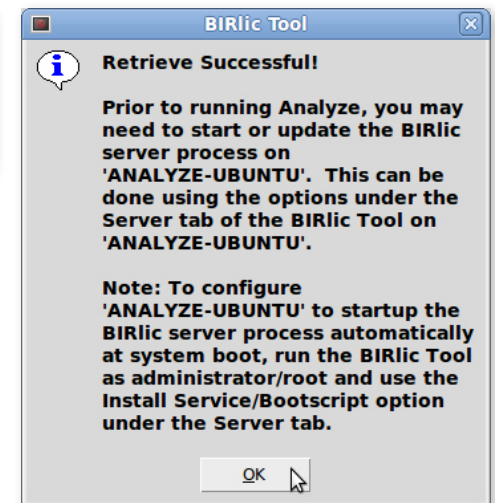 BIRlic Tool
Retrieve Successful!
Prior to running Analyze, you may
need to start or update the BIRlic
server process on
'ANALYZE-UBUNTU'.  This can be
done using the options under the
Server tab of the BIRlic Tool on
'ANALYZE-UBUNTU'.
Note: To configure
'ANALYZE-UBUNTU' to startup the
BIRlic server process automatically
at system boot, run the BIRlic Tool
as administrator/root and use the
Install Service/Bootscript option
under the Server tab.
OK